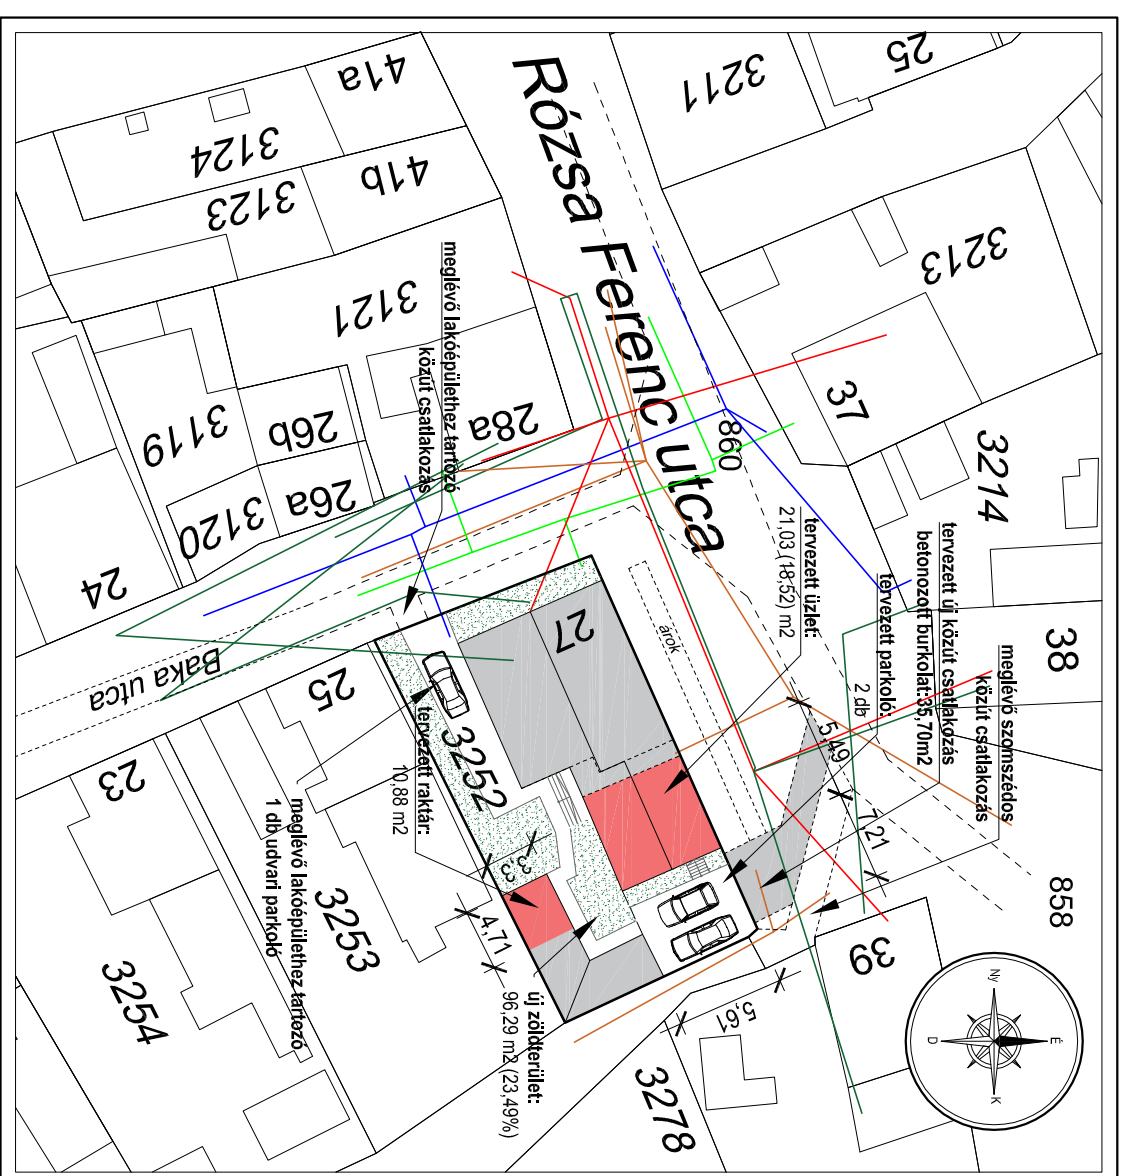 41a
3124
41b
3123
3121
Rózsa Ferenc utca
3211
25
3213
37
3214
860
meglévő lakóépülethez tartozó
közút csatlakozás
28a
26b
26a
3119
3120
24
Baka utca
27
árok
tervezett üzlet:
21,03 (18,52) m2
tervezett új közút csatlakozás
betonozott burkolat:35,70m2
tervezett parkoló:
2 db
meglévő szomszédos
közút csatlakozás
38
858
5,49
7,21
25
23
3252
tervezett raktár:
10,88 m2
3,3
4,71
meglévő lakóépülethez tartozó
1 db udvari parkoló
3253
3254
új zöldterület:
96,29 m2 (23,49%)
5,61
39
3278
Ny
É
D
K